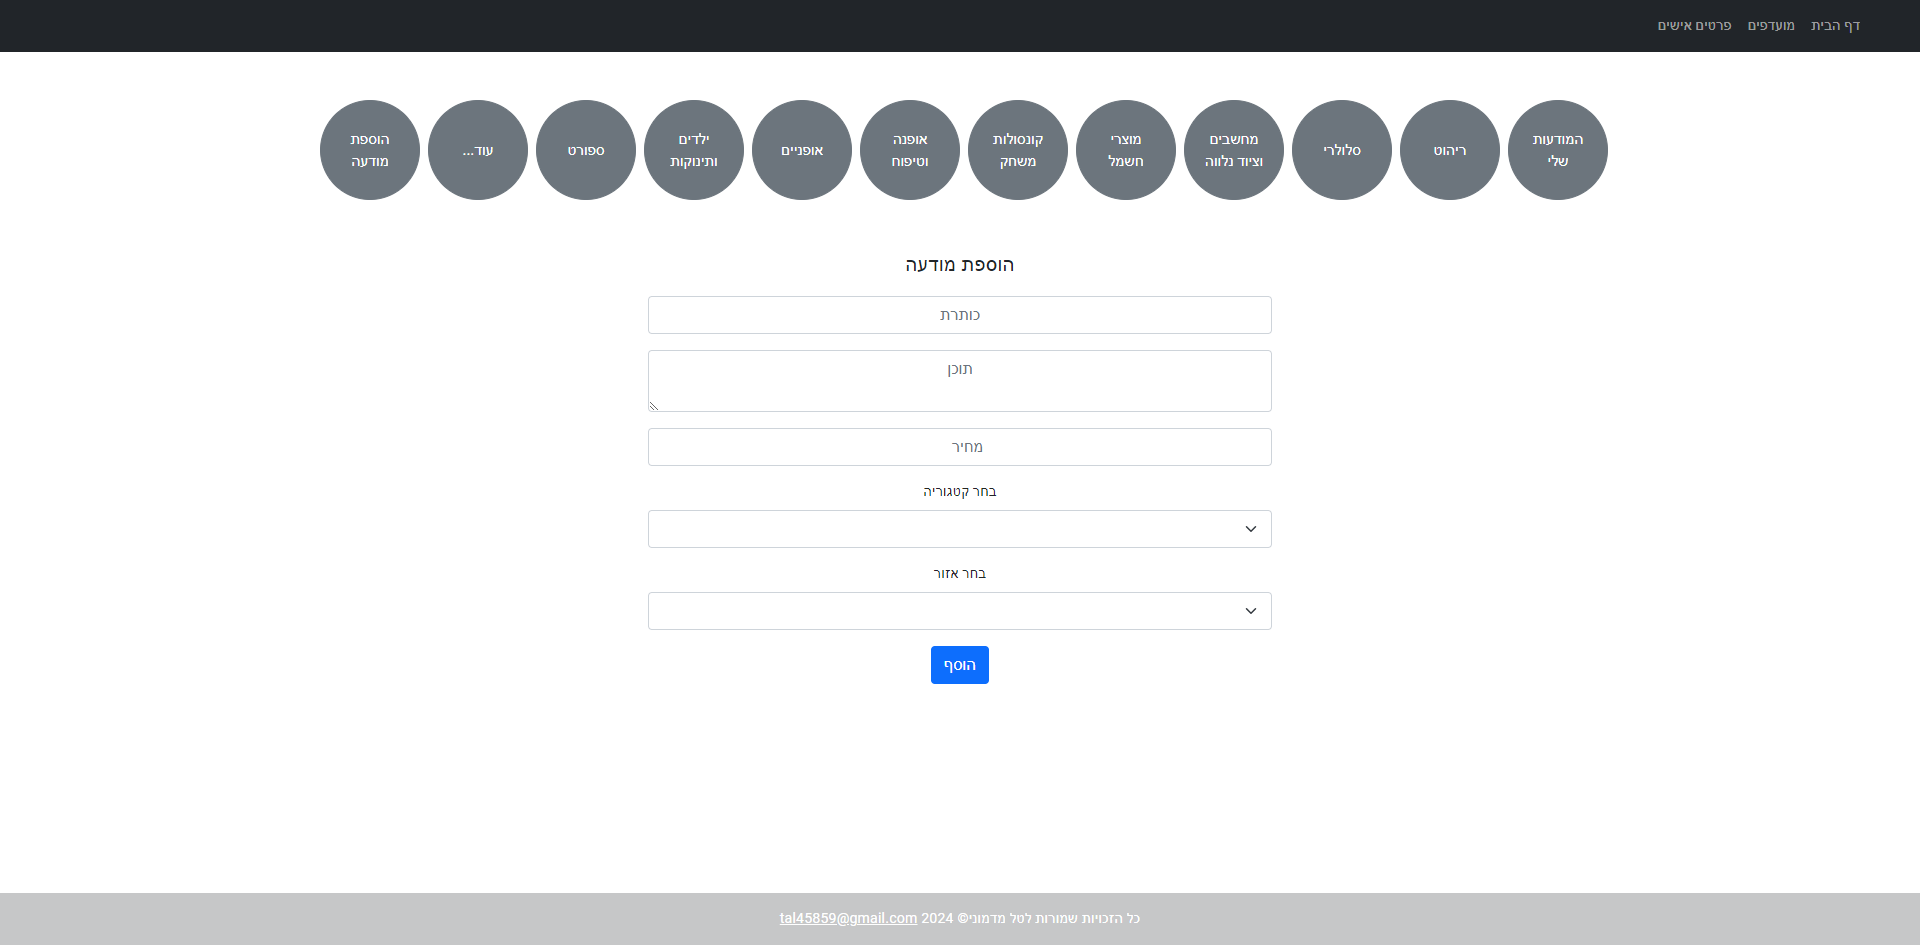 דף הבית
מועדפים
פרטים אישים
המודעות
שלי
ריהוט
סלולרי
מחשבים
וציוד נלווה
מוצרי
חשמל
קונסולות
משחק
אופנה
וטיפוח
אופניים
ילדים
ותינוקות
ספורט
עוד...
הוספת
מודעה
הוספת מודעה
כותרת
תוכן
מחיר
בחר קטגוריה
בחר אזור
הוסף
כל הזכויות שמורות לטל מדמוני© 2024 tal45859@gmail.com